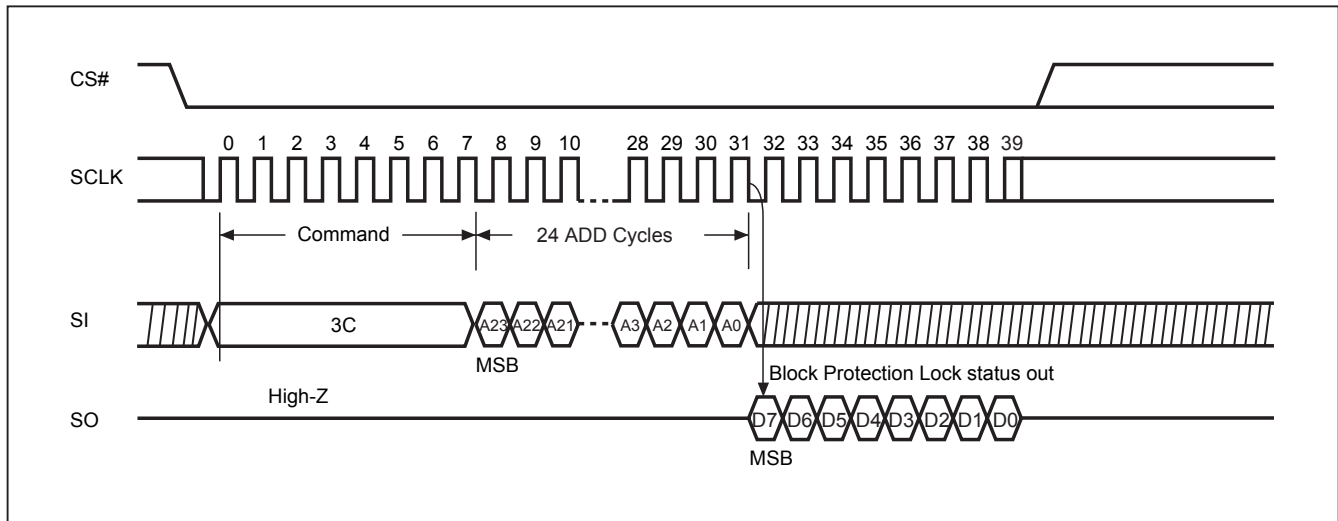 CS#
0 1 2 3 4 5 6 7 8 9 10 28 29 30 31 32 33 34 35 36 37 38 39
SCLK
Command 24 ADD Cycles
SI 3C A23 A22 A21 A3 A2 A1 A0
MSB
High-Z Block Protection Lock status out
SO D7 D6 D5 D4 D3 D2 D1 D0
MSB